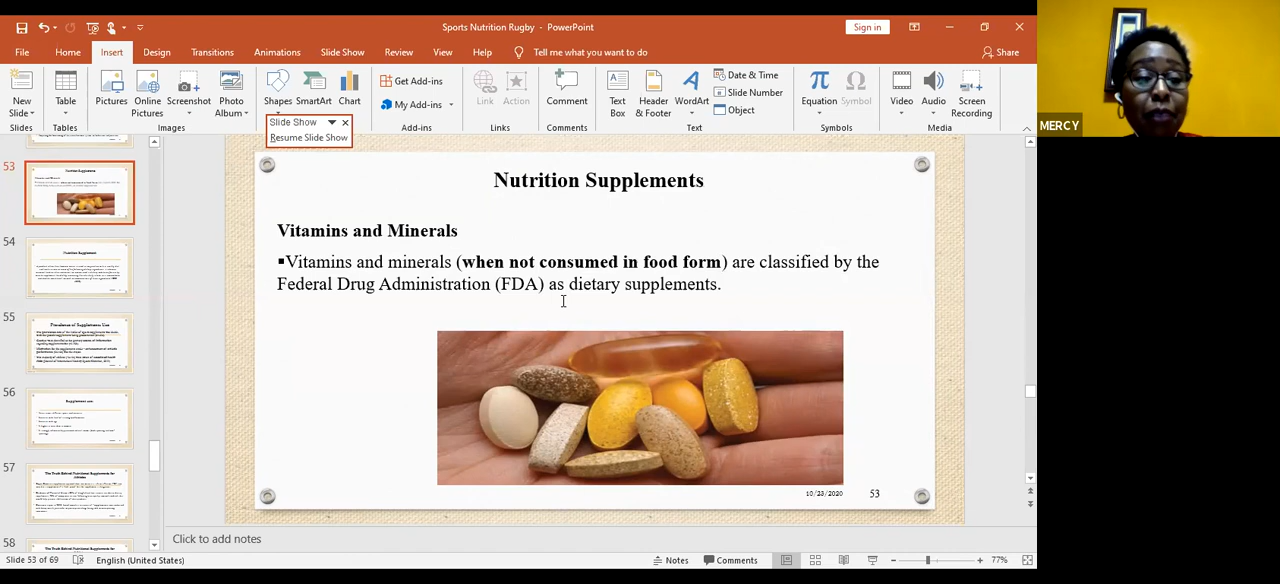 Sports Nutrition Rugby - PowerPoint
Sign in
File Home Insert Design Transitions Animations Slide Show Review View Help Tell me what you want to do Share
New Slide Table Pictures Online Pictures Screenshot Photo Album Shapes SmartArt Chart Get Add-ins My Add-ins Link Action Comment Text Box Header & Footer WordArt Date & Time Slide Number Object Equation Symbol Video Audio Screen Recording
Slides Tables Images Add-ins Links Comments Text Symbols Media
Slide Show
Resume Slide Show
MERCY
53
54
55
56
57
58
Nutrition Supplements
Vitamins and Minerals
▪Vitamins and minerals (when not consumed in food form) are classified by the
Federal Drug Administration (FDA) as dietary supplements.
10/23/2020 53
Click to add notes
Slide 53 of 69 English (United States) Notes Comments 77%